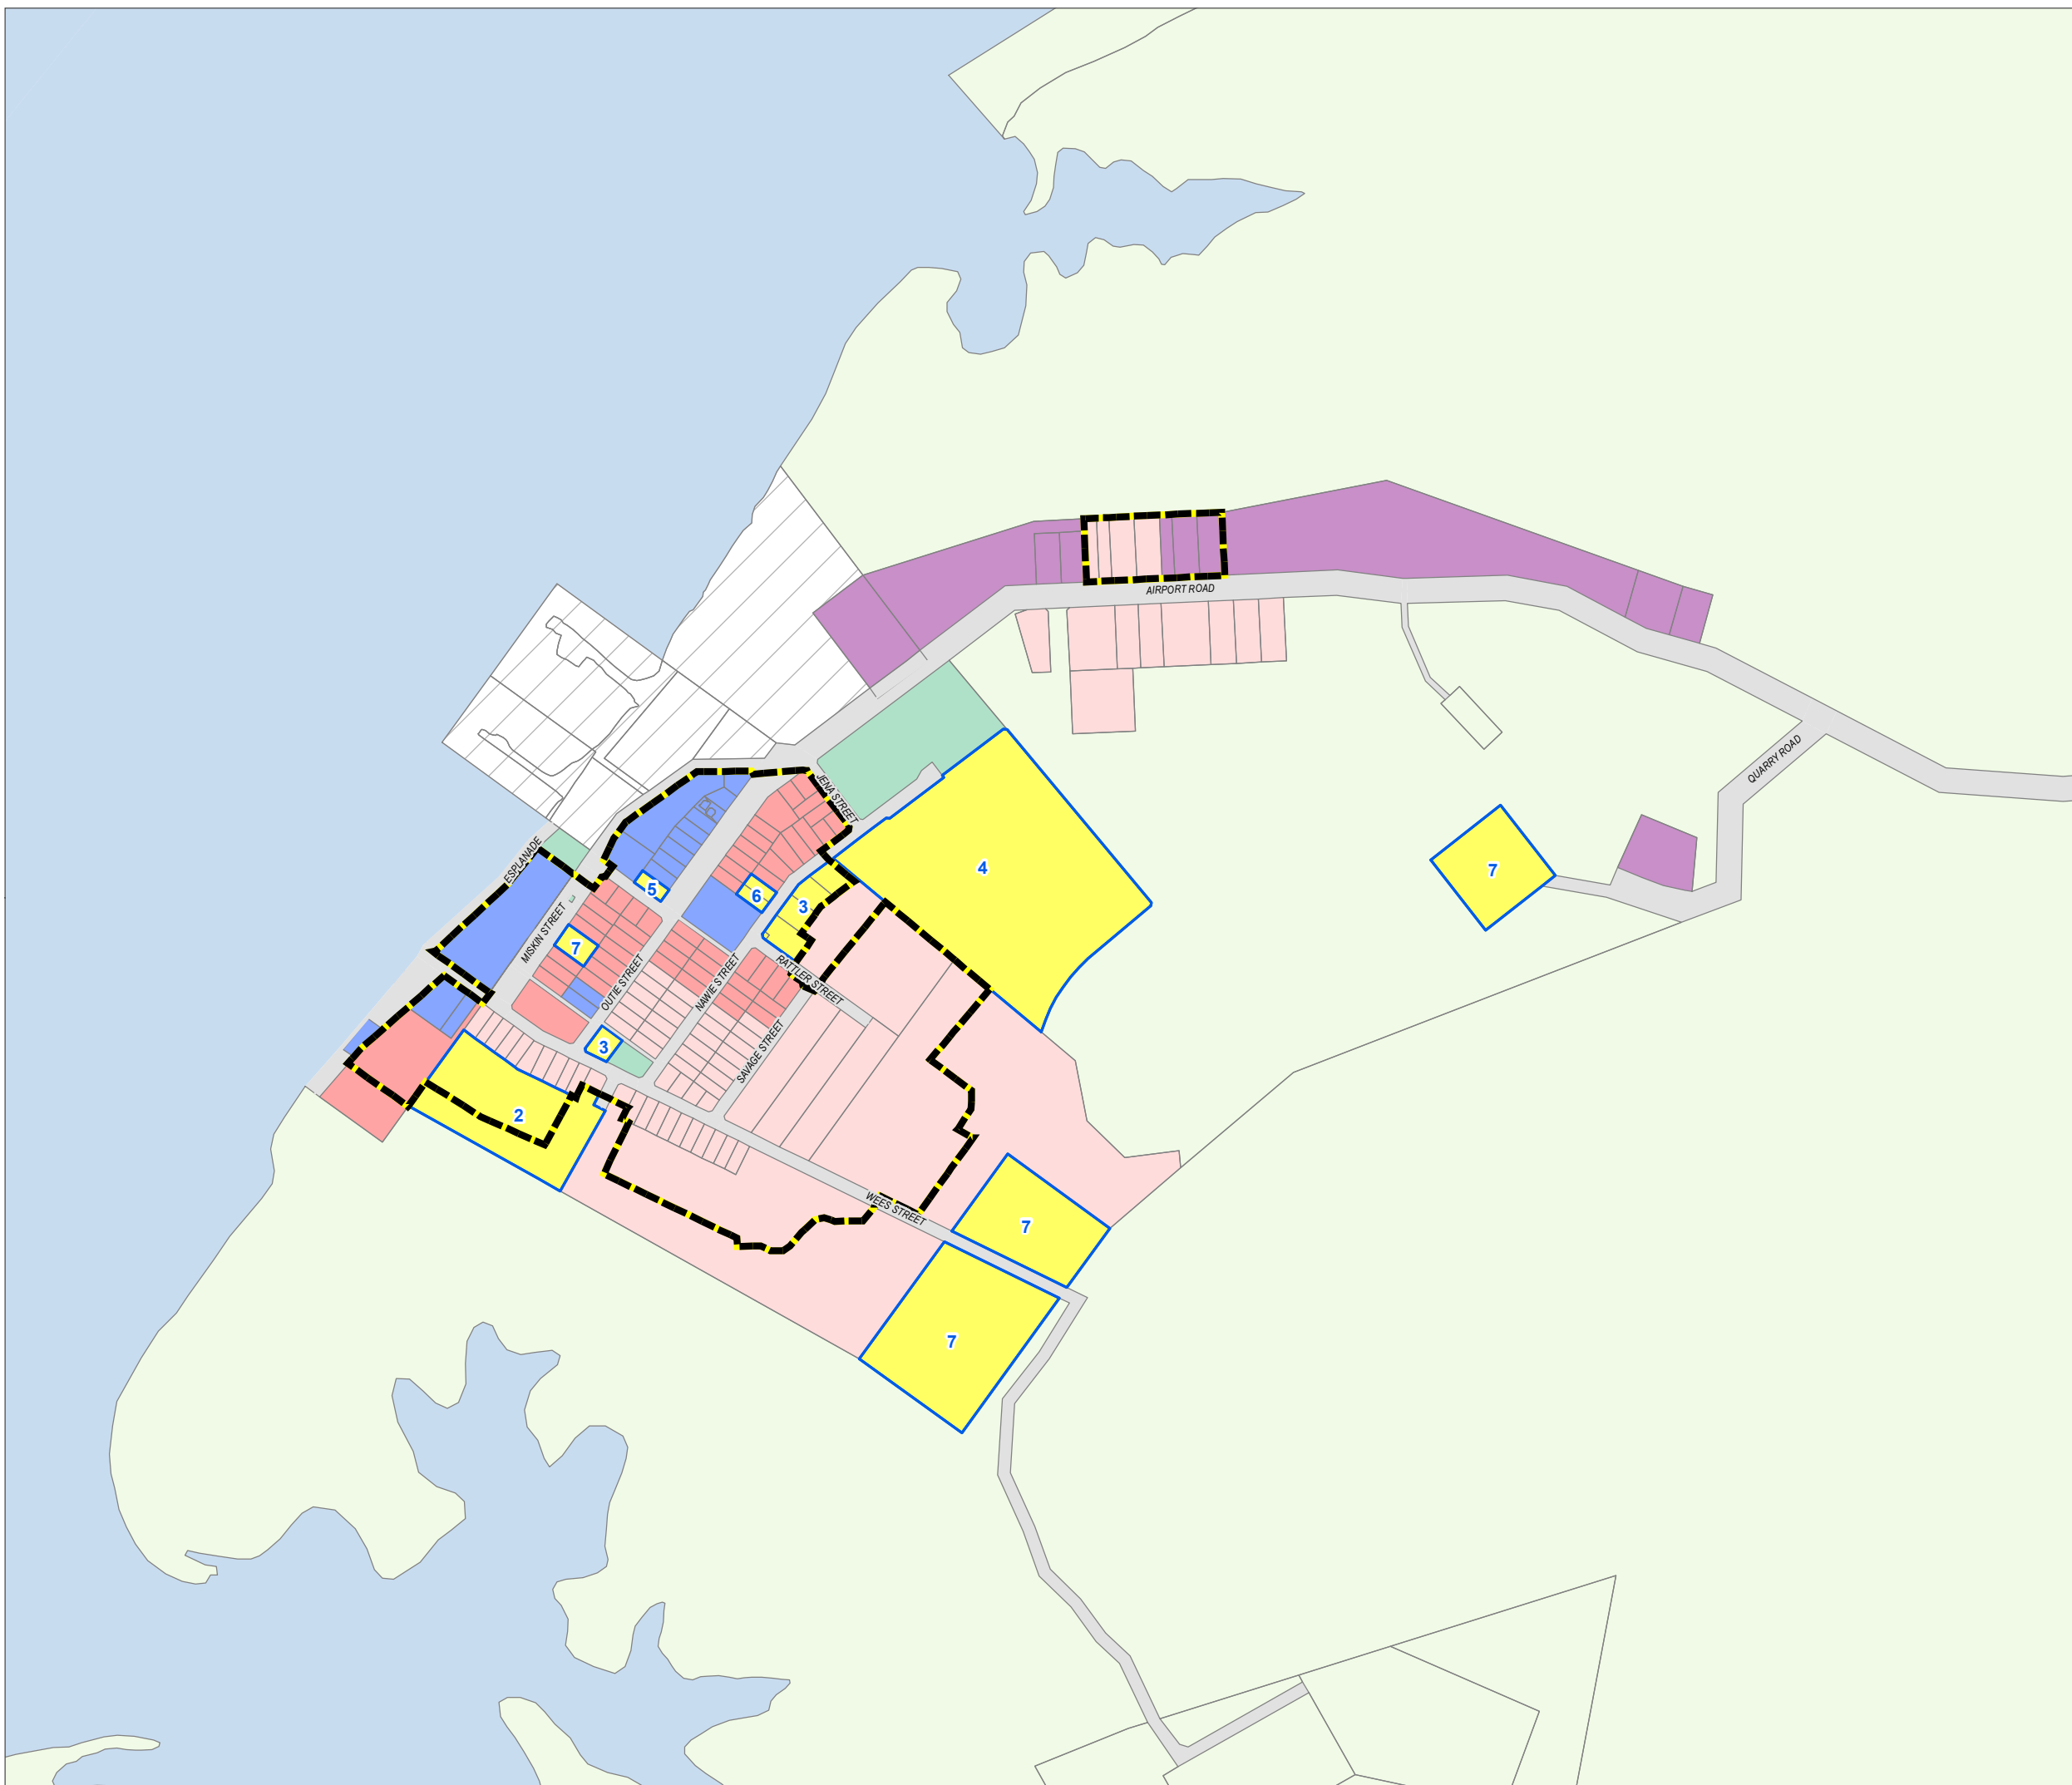 AIRPORT ROAD
QUARRY ROAD
JENA STREET
ESPLANADE
4
7
5
6
3
E
MISKIN STREET
7
OUTIE STREET
NAWIE STREET
RATTLER STREET
SAVAGE STREET
3
2
WEES STREET
7
7